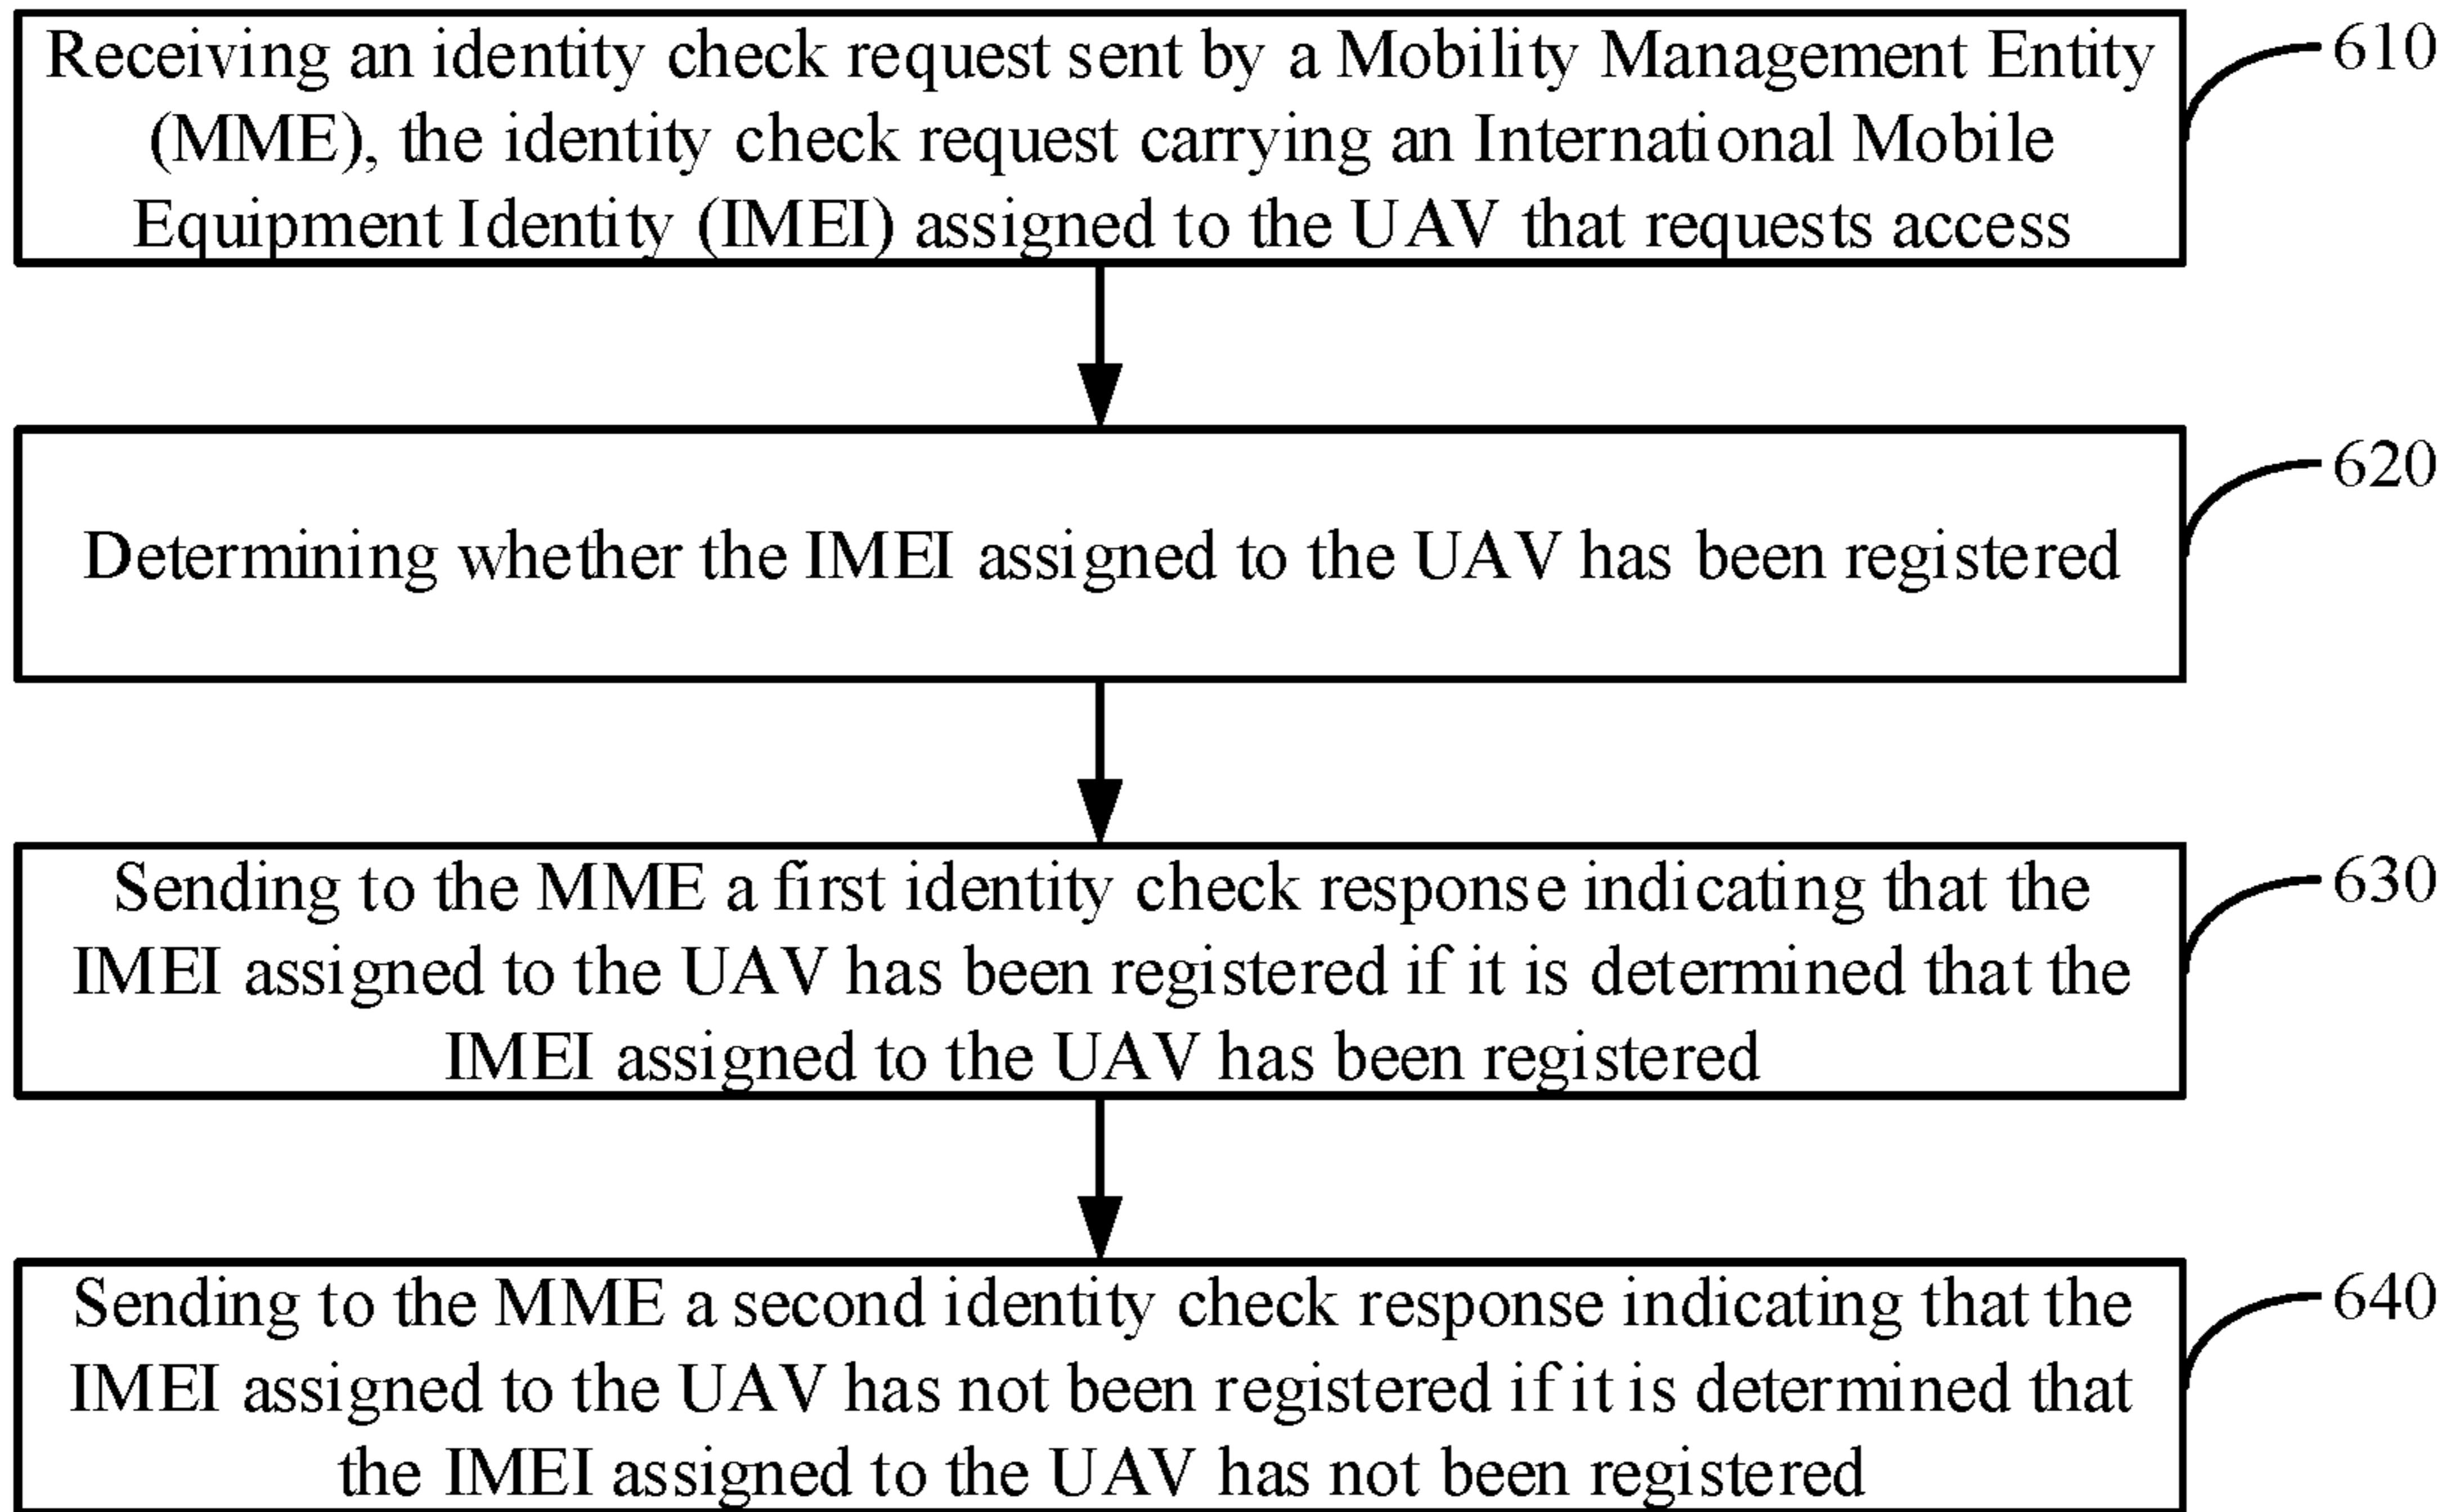 Receiving an identity check request sent by a Mobility Management Entity
(MME), the identity check request carrying an International Mobile
Equipment Identity (IMEI) assigned to the UAV that requests access
610
Determining whether the IMEI assigned to the UAV has been registered
620
Sending to the MME a first identity check response indicating that the
IMEI assigned to the UAV has been registered if it is determined that the
IMEI assigned to the UAV has been registered
630
Sending to the MME a second identity check response indicating that the
IMEI assigned to the UAV has not been registered if it is determined that
the IMEI assigned to the UAV has not been registered
640